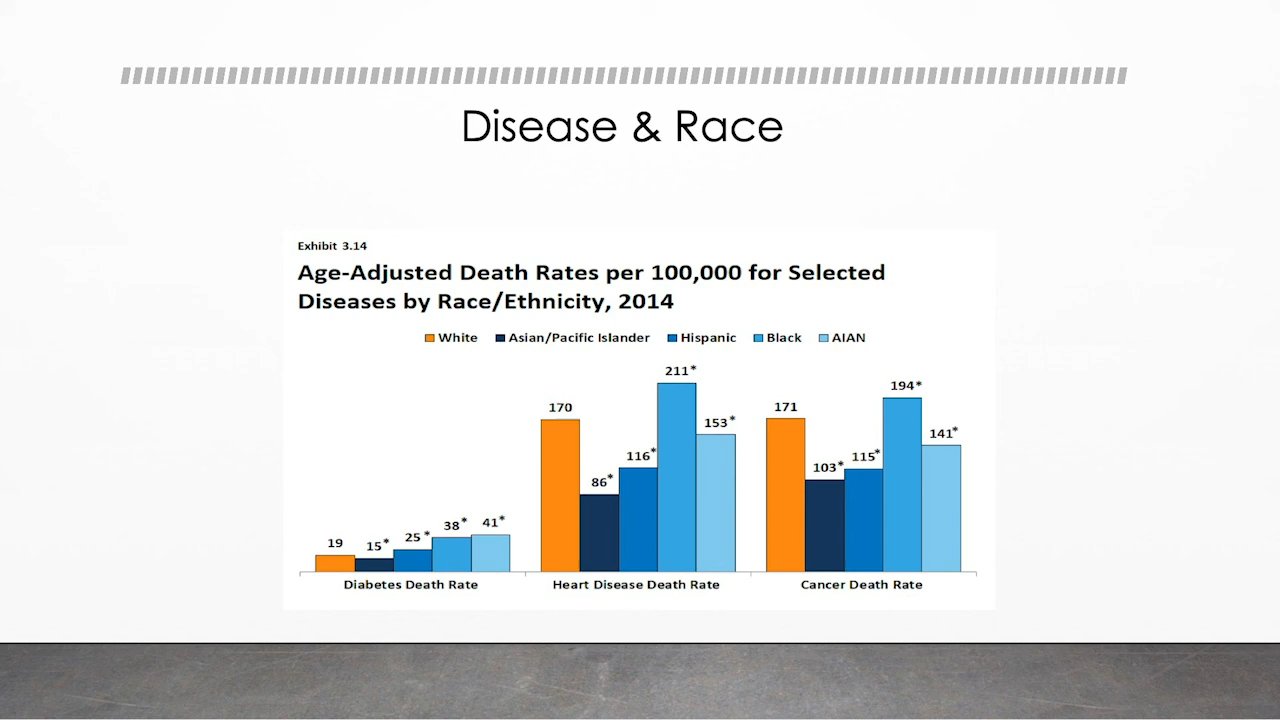 Disease & Race
Exhibit 3.14
Age-Adjusted Death Rates per 100,000 for Selected
Diseases by Race/Ethnicity, 2014
White Asian/Pacific Islander Hispanic Black AIAN
19 15* 25* 38* 41*
170 86* 116* 211* 153*
171 103* 115* 194* 141*
Diabetes Death Rate Heart Disease Death Rate Cancer Death Rate